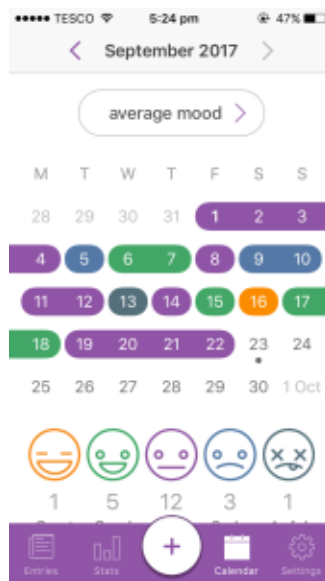 TESCO 5:24 pm 47%
September 2017
average mood
M T W T F S S
28 29 30 31 1 2 3
4 5 6 7 8 9 10
11 12 13 14 15 16 17
18 19 20 21 22 23 24
25 26 27 28 29 30 1 Oct
1 5 12 3 1
Entries Stats + Calendar Settings